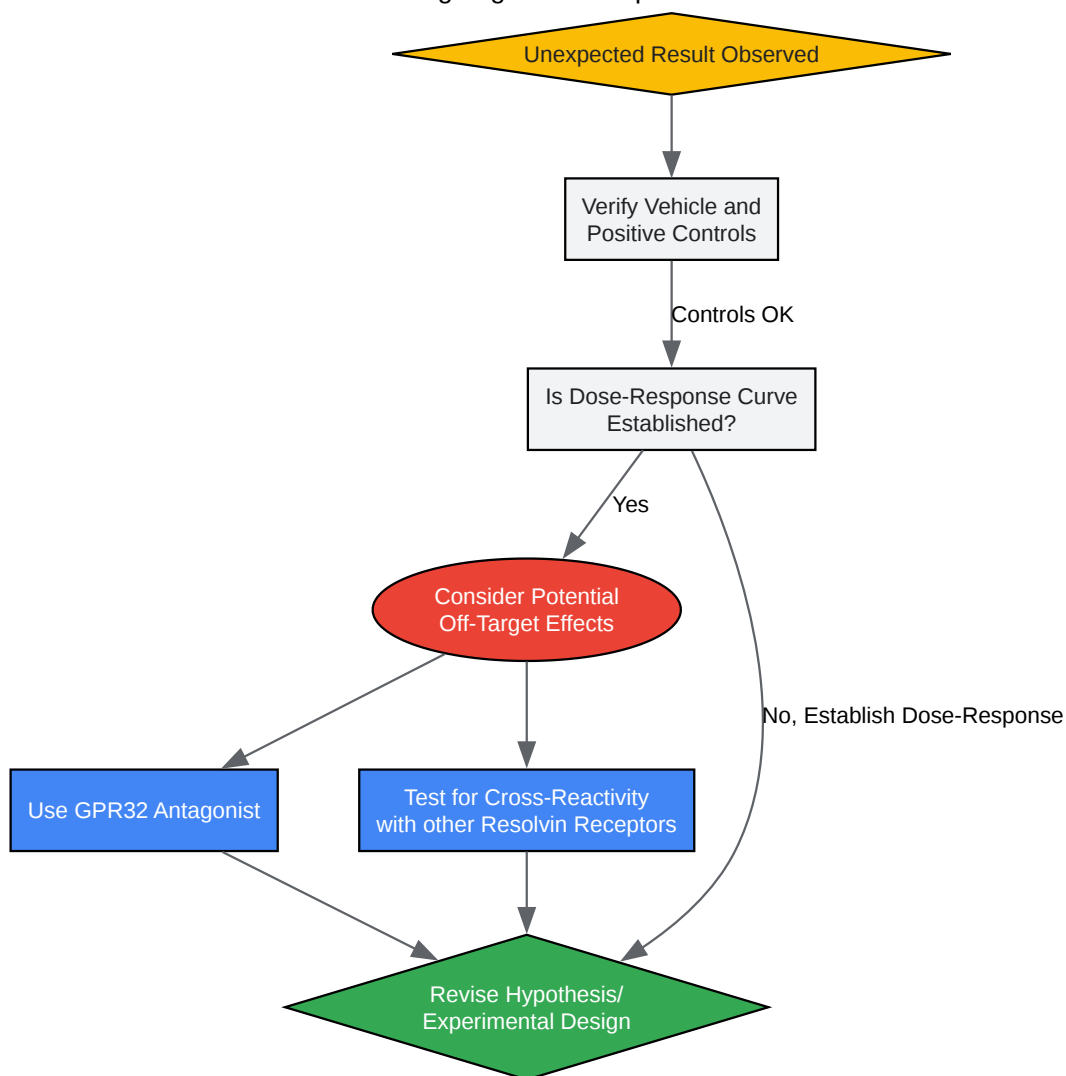 Unexpected Result Observed
Verify Vehicle and
Positive Controls
Controls OK
Is Dose-Response Curve
Established?
Yes
Consider Potential
Off-Target Effects
No, Establish Dose-Response
Use GPR32 Antagonist
Test for Cross-Reactivity
with other Resolvin Receptors
Revise Hypothesis/
Experimental Design